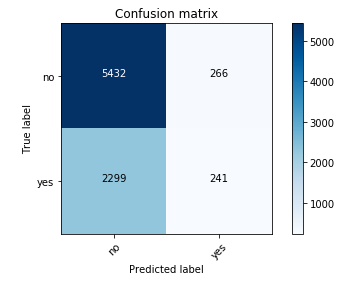 Confusion matrix
no
5432
266
yes
2299
241
True label
no
yes
Predicted label
5000
4000
3000
2000
1000